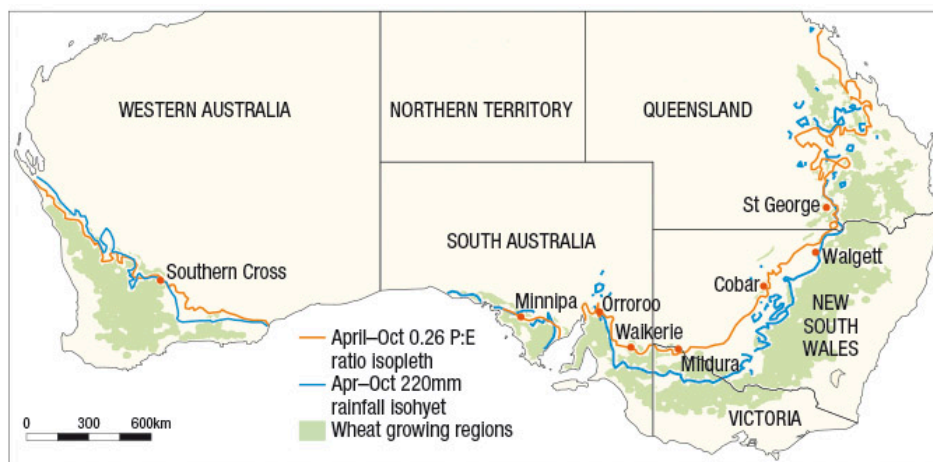 WESTERN AUSTRALIA
NORTHERN TERRITORY
QUEENSLAND
St George
SOUTH AUSTRALIA
Southern Cross
Walgett
Cobar
Minnipa
Orroroo
NEW
SOUTH
WALES
Waikerie
Mildura
April–Oct 0.26 P:E
ratio isopleth
Apr–Oct 220mm
rainfall isohyet
Wheat growing regions
VICTORIA
0 300 600km